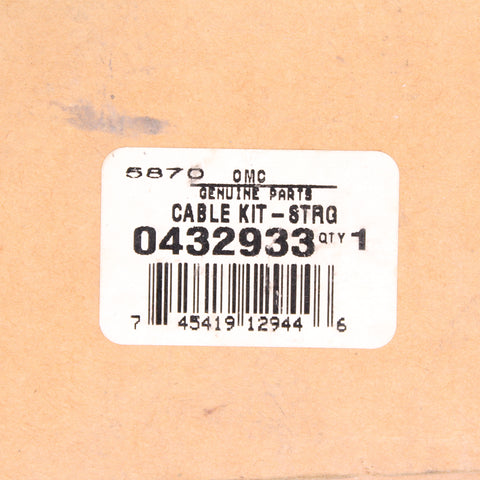 5870 OMC
GENUINE PARTS
CABLE KIT-STRG
0432933 QTY 1
7 45419 12944 6